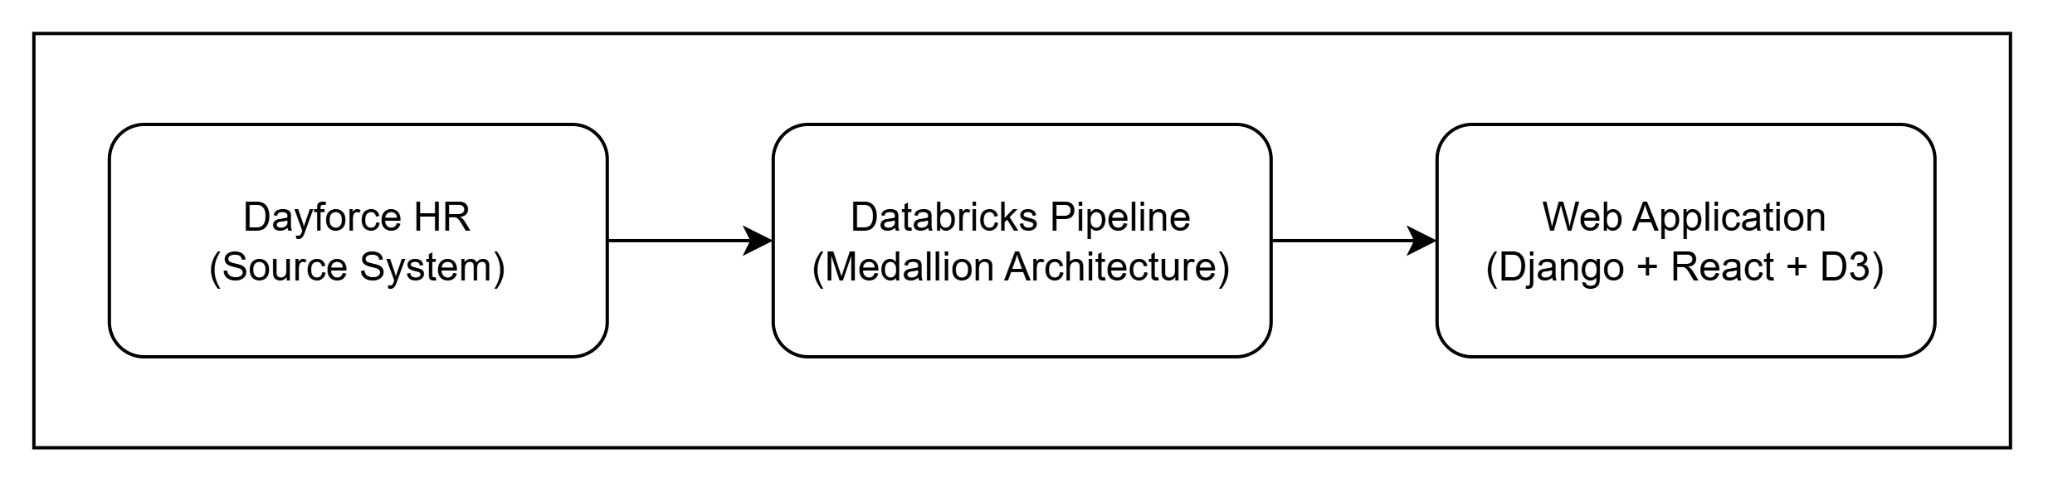 Dayforce HR
(Source System)
Databricks Pipeline
(Medallion Architecture)
Web Application
(Django + React + D3)